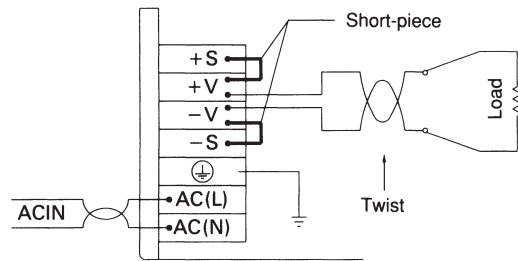 Short-piece
+S
+V
−V
−S
Load
Twist
ACIN
AC(L)
AC(N)